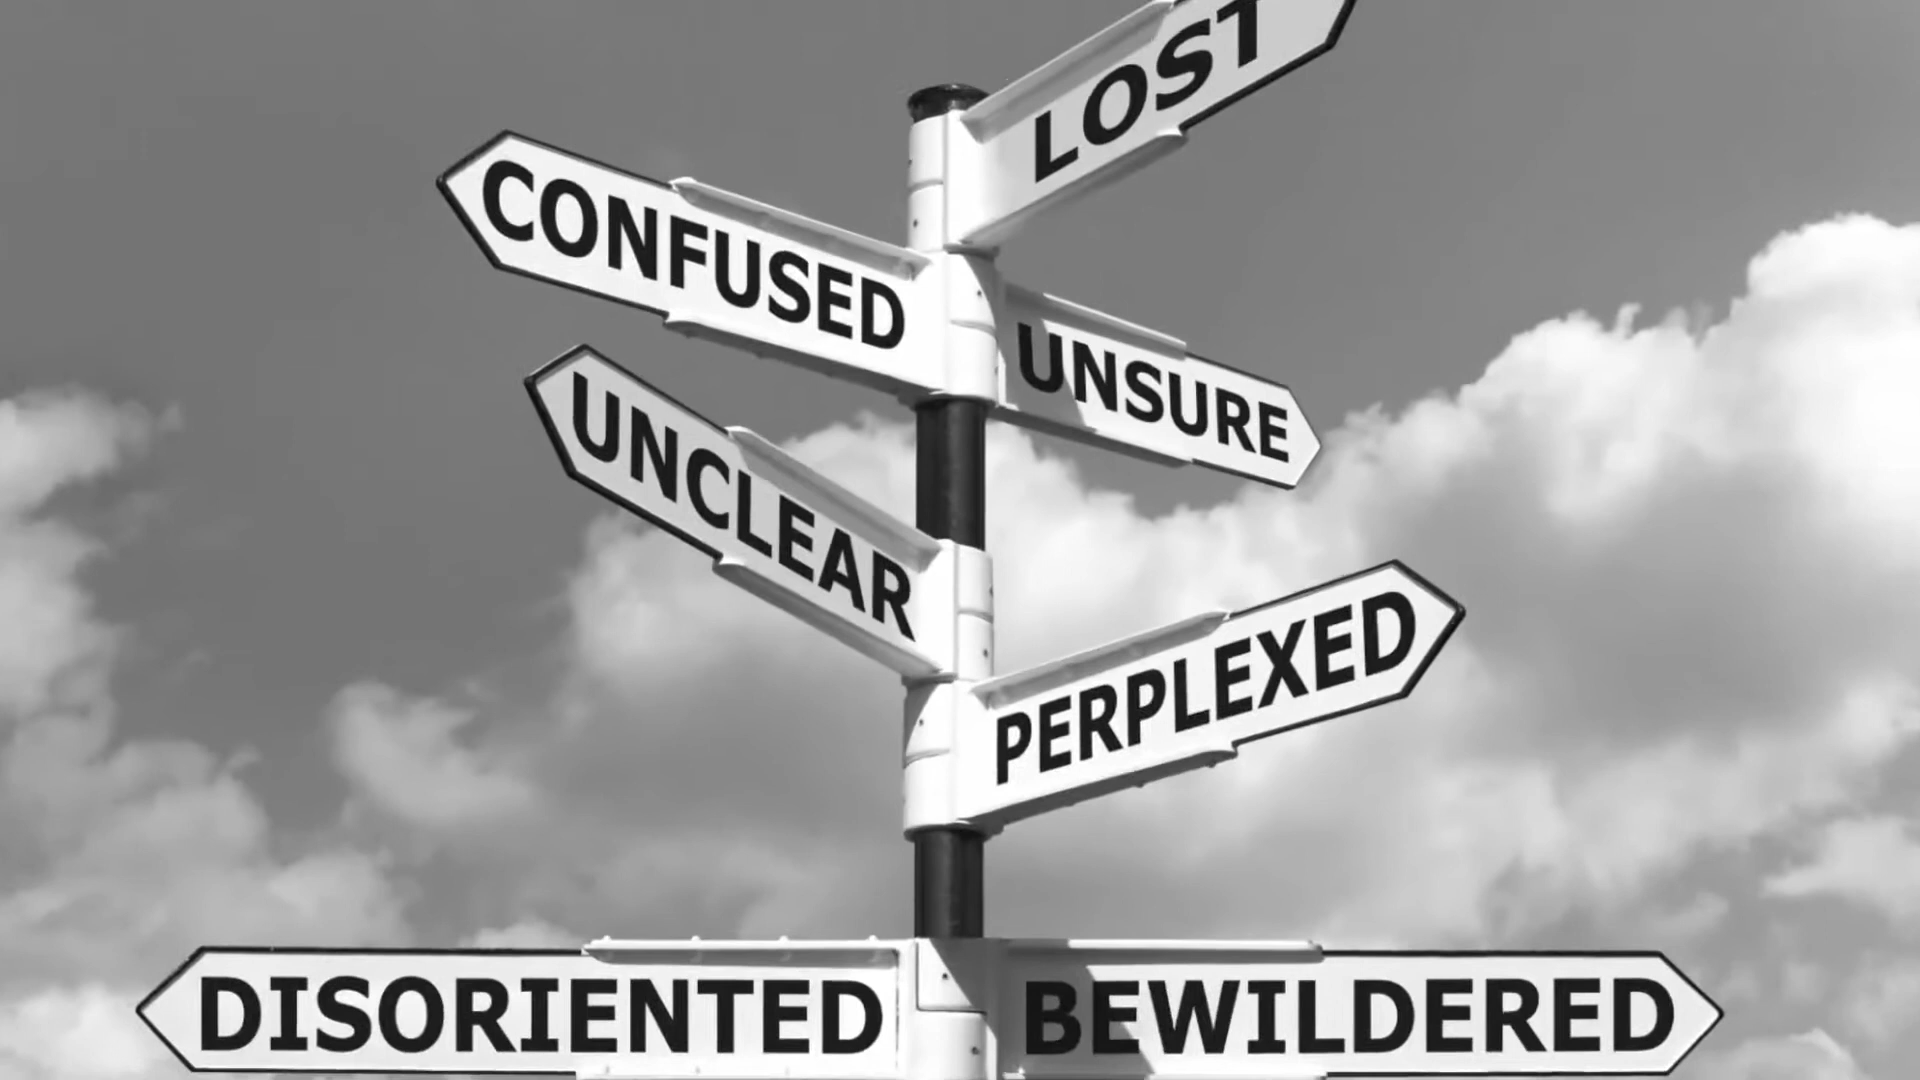 LOST
CONFUSED
UNSURE
UNCLEAR
PERPLEXED
DISORIENTED
BEWILDERED